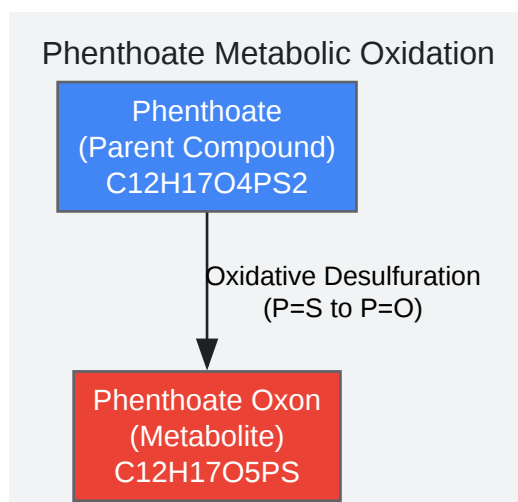 Phenthoate Metabolic Oxidation
Phenthoate
(Parent Compound)
C12H17O4PS2
Oxidative Desulfuration
(P=S to P=O)
Phenthoate Oxon
(Metabolite)
C12H17O5PS